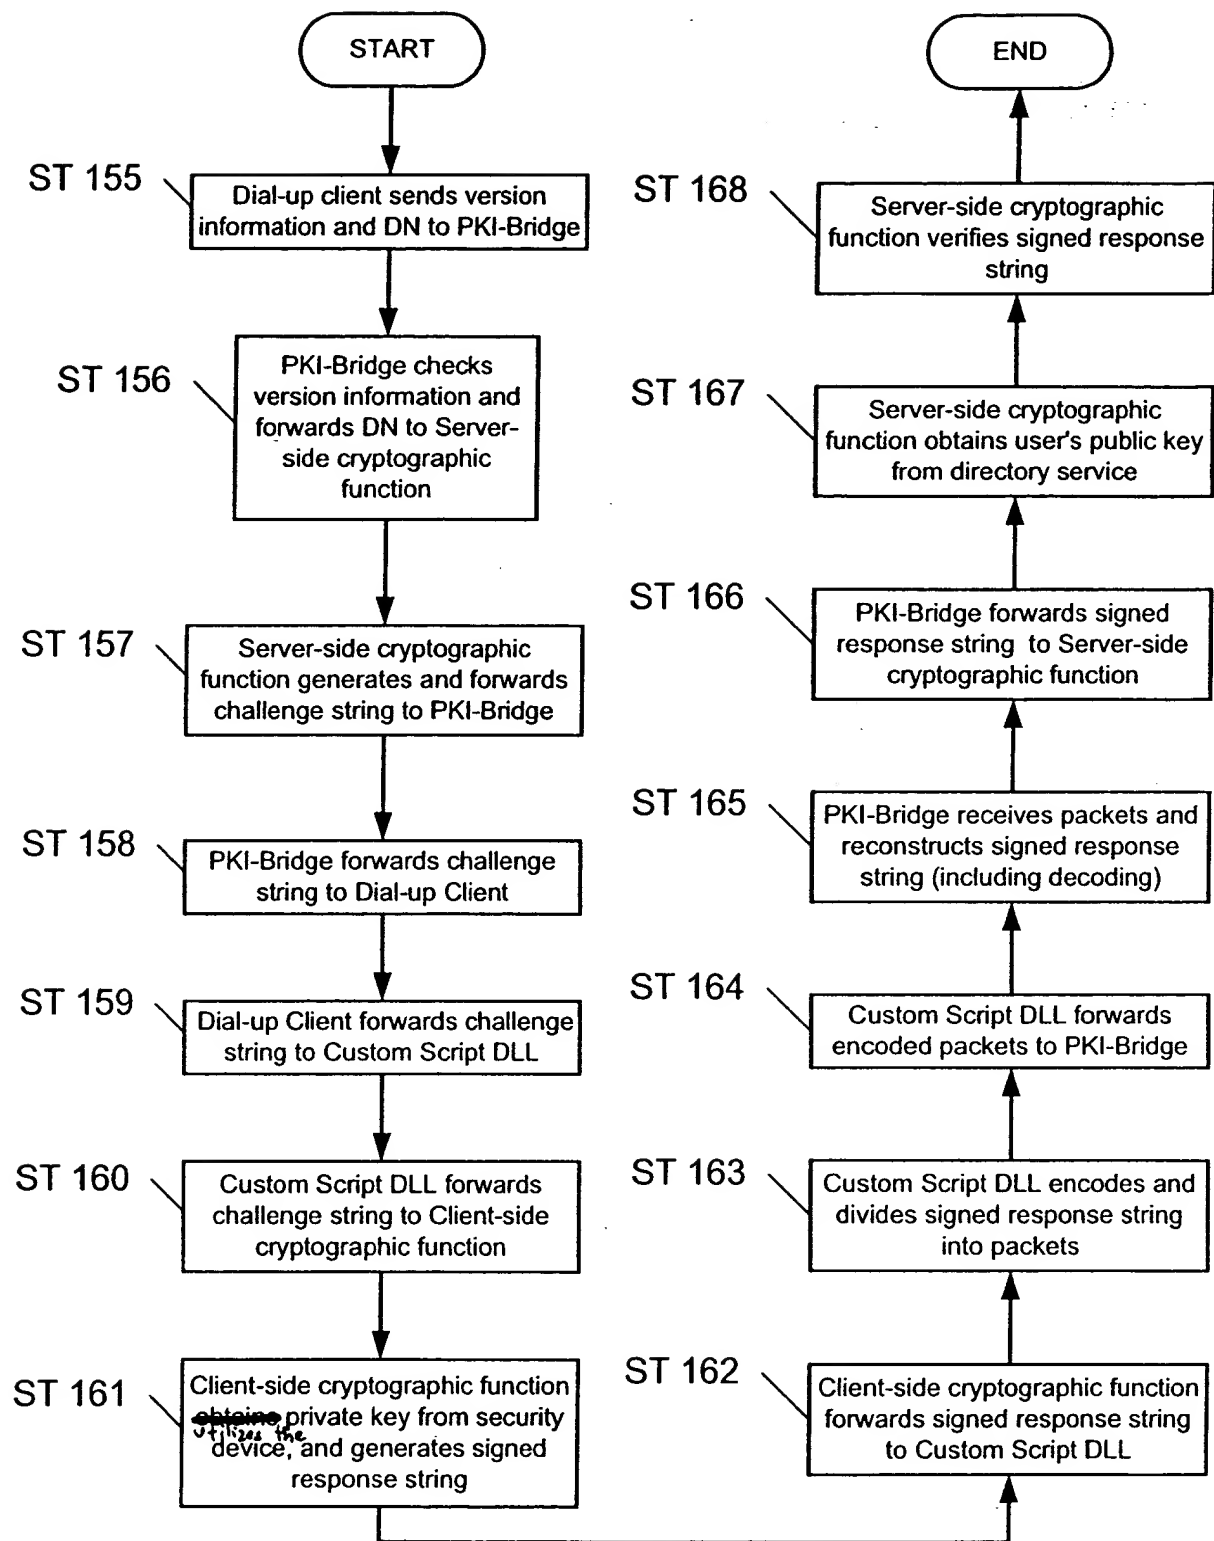 START
ST 155
Dial-up client sends version
information and DN to PKI-Bridge
ST 156
PKI-Bridge checks
version information and
forwards DN to Server-
side cryptographic
function
ST 157
Server-side cryptographic
function generates and forwards
challenge string to PKI-Bridge
ST 158
PKI-Bridge forwards challenge
string to Dial-up Client
ST 159
Dial-up Client forwards challenge
string to Custom Script DLL
ST 160
Custom Script DLL forwards
challenge string to Client-side
cryptographic function
ST 161
Client-side cryptographic function
obtains private key from security
utilizes the
device, and generates signed
response string
END
ST 168
Server-side cryptographic
function verifies signed response
string
ST 167
Server-side cryptographic
function obtains user's public key
from directory service
ST 166
PKI-Bridge forwards signed
response string to Server-side
cryptographic function
ST 165
PKI-Bridge receives packets and
reconstructs signed response
string (including decoding)
ST 164
Custom Script DLL forwards
encoded packets to PKI-Bridge
ST 163
Custom Script DLL encodes and
divides signed response string
into packets
ST 162
Client-side cryptographic function
forwards signed response string
to Custom Script DLL